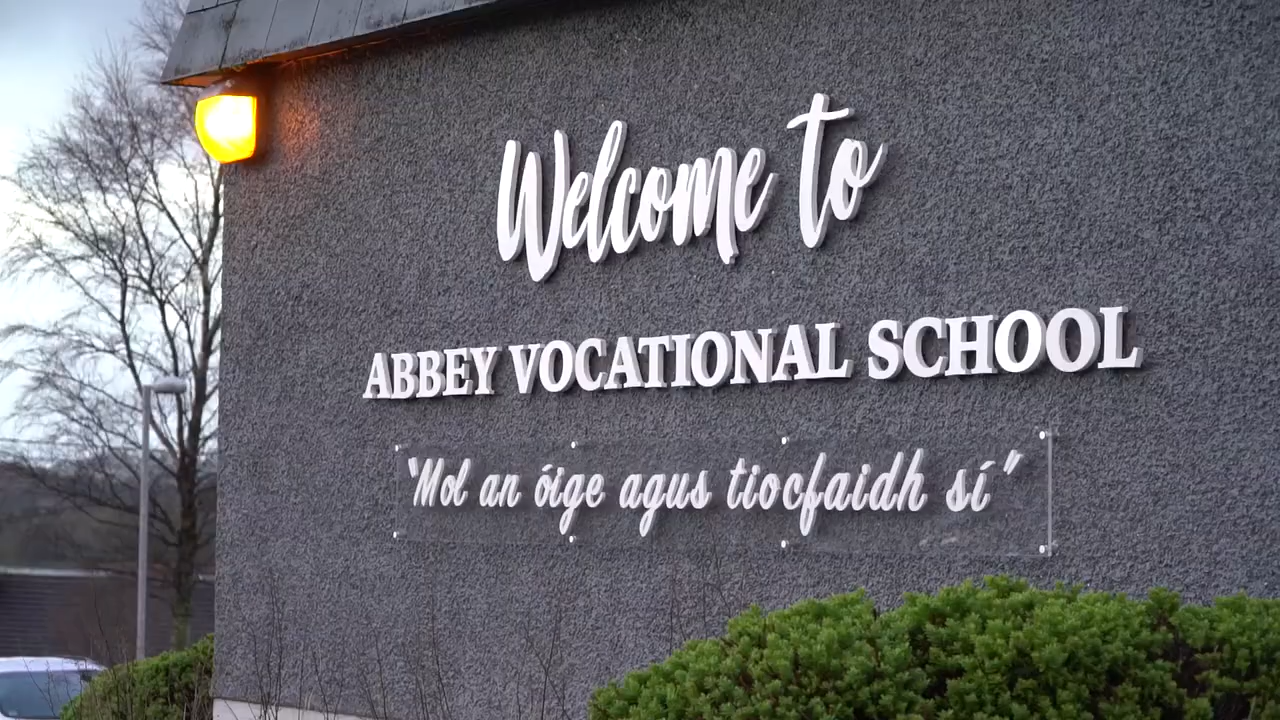 Welcome to
ABBEY VOCATIONAL SCHOOL
"Mol an óige agus tiocfaidh sí"